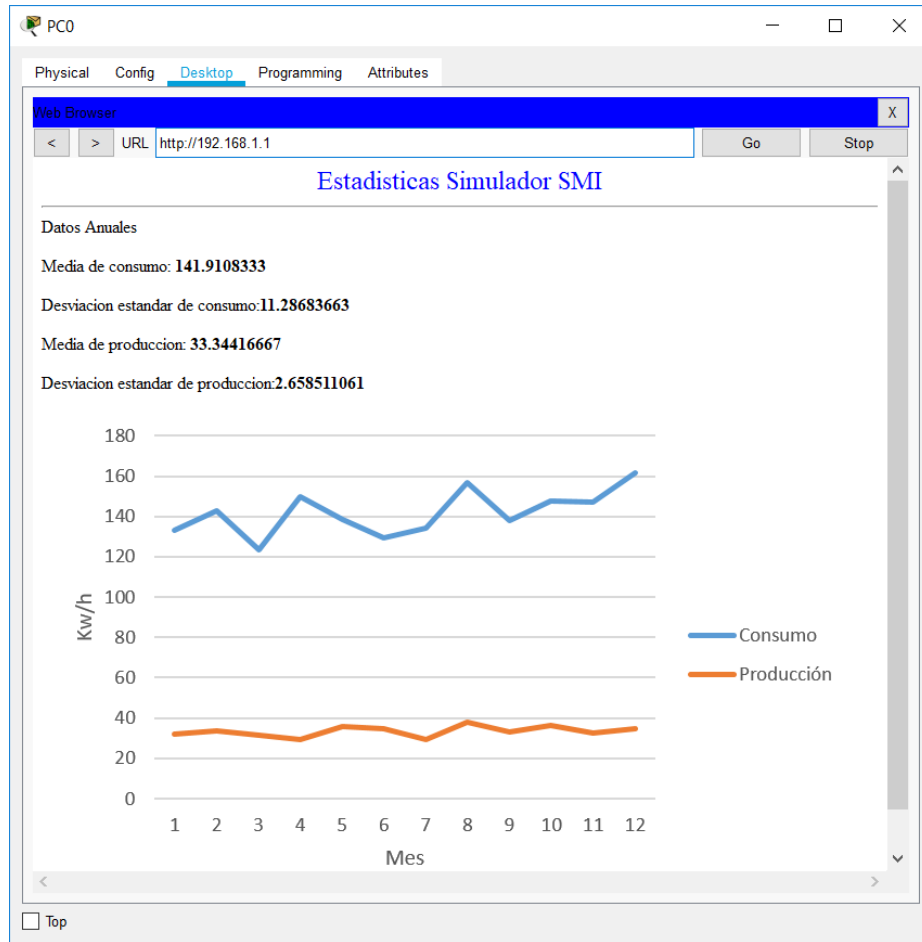 PC0
Physical Config Desktop Programming Attributes
Web Browser X
< > URL http://192.168.1.1 Go Stop
Estadisticas Simulador SMI
Datos Anuales
Media de consumo: 141.9108333
Desviacion estandar de consumo:11.28683663
Media de produccion: 33.34416667
Desviacion estandar de produccion:2.658511061
180
160
140
120
100
80
60
40
20
0
Kw/h
1 2 3 4 5 6 7 8 9 10 11 12
Mes
Consumo
Producción
Top